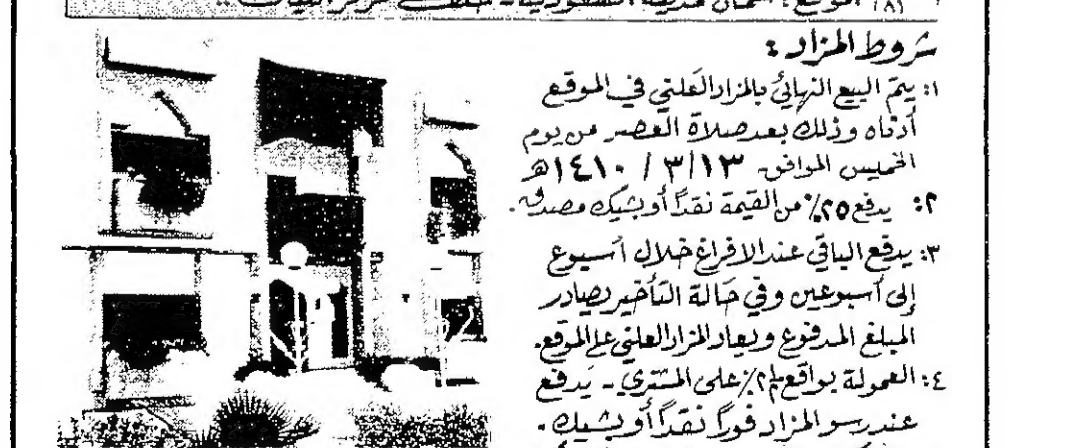 شروط المزاد :
١: يتم البيع النهائي بالمزاد العلني في الموقع
أدناه وذلك بعد صلاة العصر من يوم
الخميس الموافق ١٣ / ٣ / ١٤١٠هـ
٢: يدفع ٢٥٪ من القيمة نقداً أو بشيك مصدق.
٣: يدفع الباقي عند الافراغ خلال أسبوع
إلى أسبوعين وفي حالة التأخير يصادر
المبلغ المدفوع ويعاد المزاد العلني على الموقع.
٤: العمولة بواقع ٪ على المشتري - يدفع
عند رسو المزاد فوراً نقداً أو بشيك.